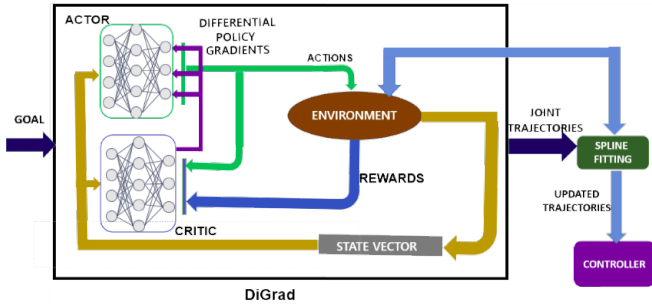 ACTOR
DIFFERENTIAL
POLICY
GRADIENTS
ACTIONS
GOAL
ENVIRONMENT
JOINT
TRAJECTORIES
SPLINE
FITTING
REWARDS
UPDATED
TRAJECTORIES
CRITIC
STATE VECTOR
CONTROLLER
DiGrad